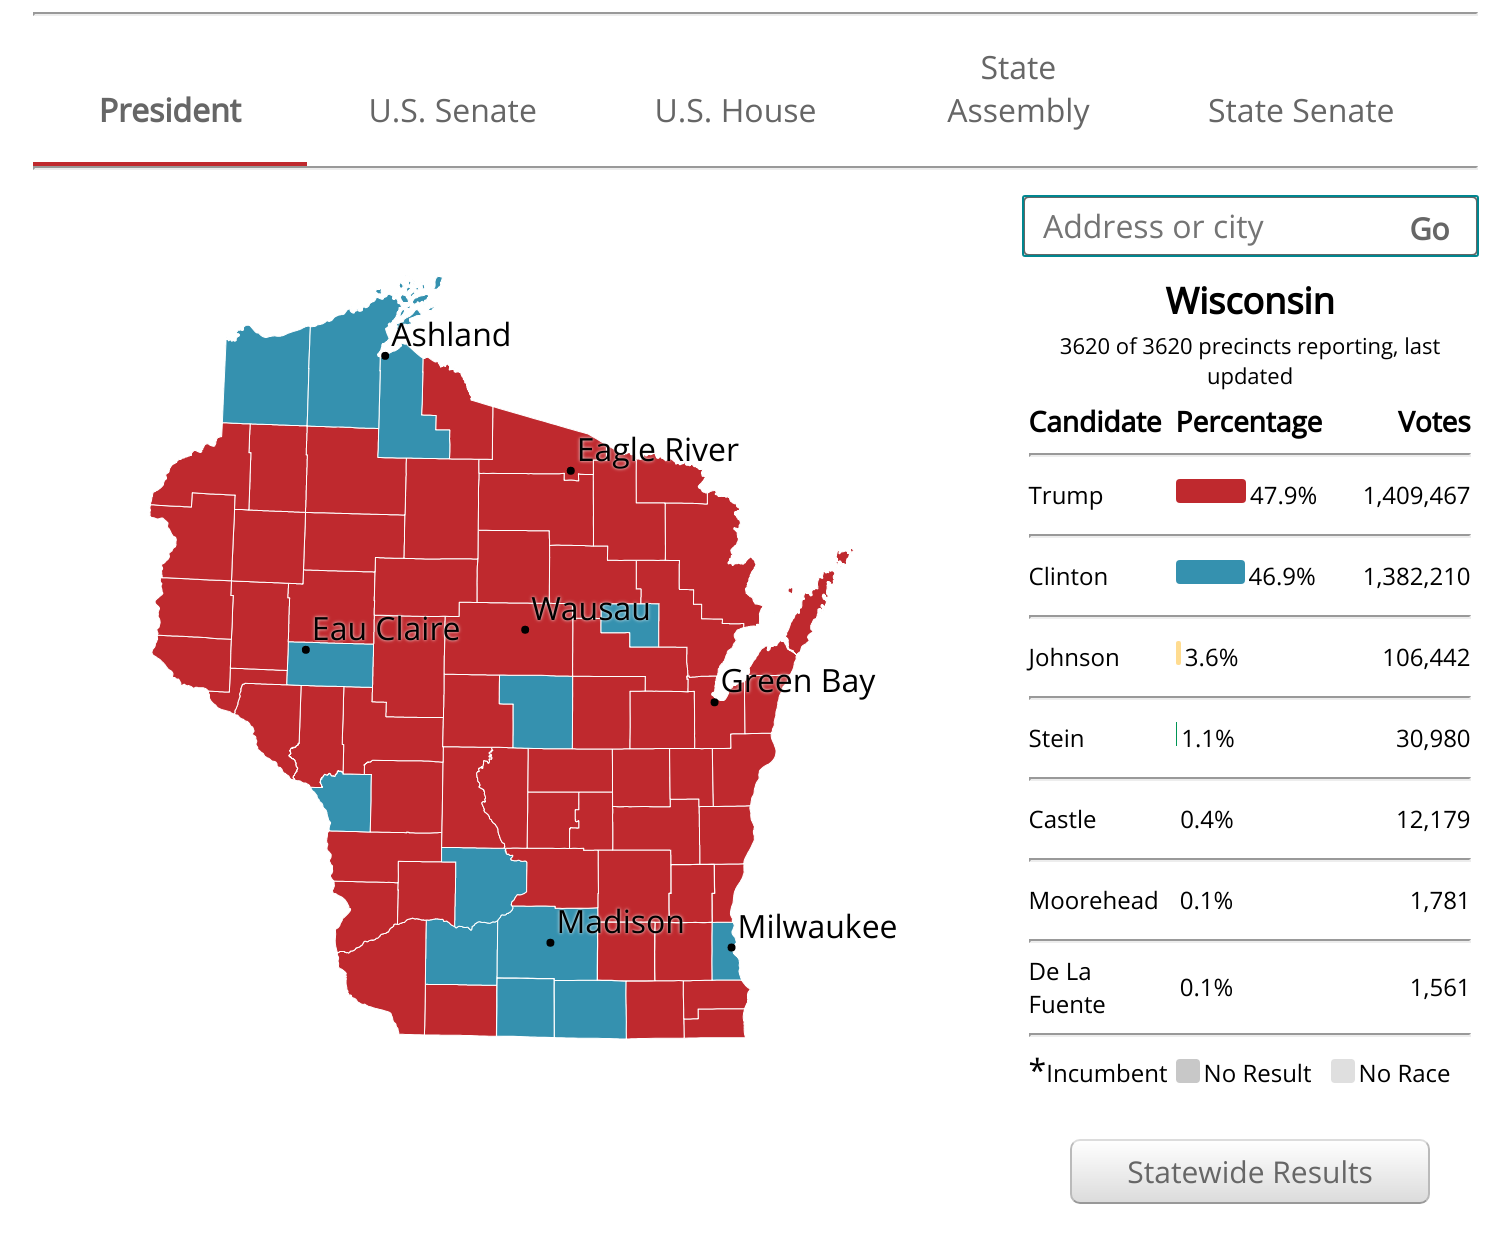 President
U.S. Senate
U.S. House
State
Assembly
State Senate
Address or city
Go
Ashland
Eagle River
Wausau
Eau Claire
Green Bay
Madison
Milwaukee
Wisconsin
3620 of 3620 precincts reporting, last
updated
Candidate Percentage Votes
Trump 47.9% 1,409,467
Clinton 46.9% 1,382,210
Johnson 3.6% 106,442
Stein 1.1% 30,980
Castle 0.4% 12,179
Moorehead 0.1% 1,781
De La
Fuente 0.1% 1,561
*Incumbent No Result No Race
Statewide Results